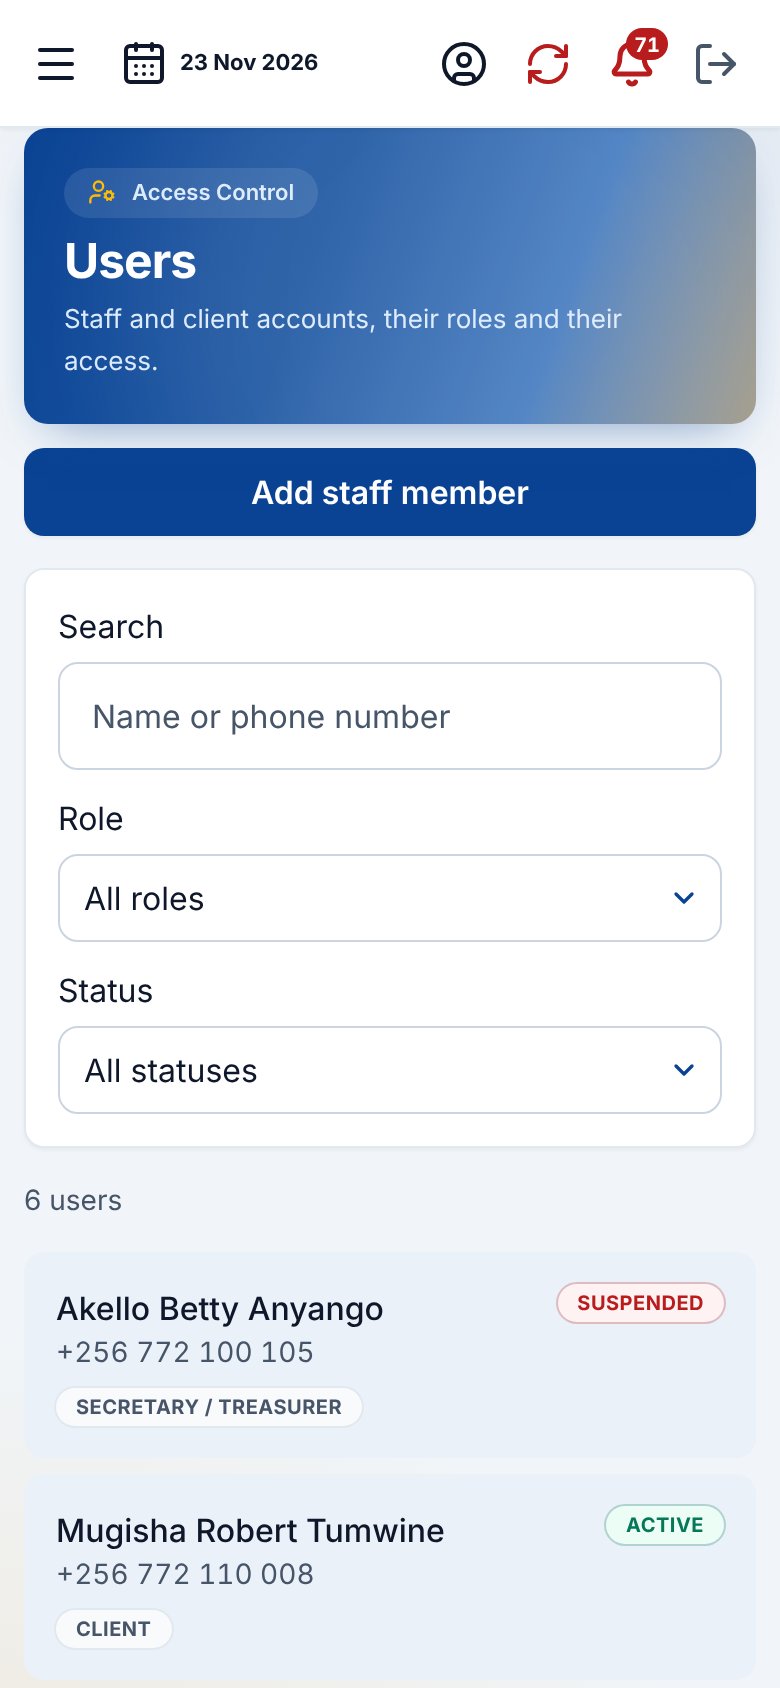 23 Nov 2026
71
Access Control
Users
Staff and client accounts, their roles and their
access.
Add staff member
Search
Name or phone number
Role
All roles
Status
All statuses
6 users
Akello Betty Anyango
SUSPENDED
+256 772 100 105
SECRETARY / TREASURER
Mugisha Robert Tumwine
ACTIVE
+256 772 110 008
CLIENT